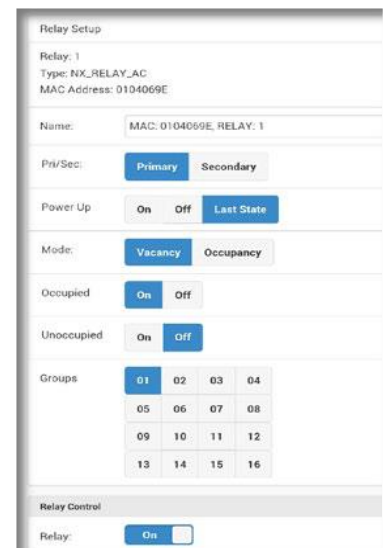 Relay Setup
Relay: 1
Type: NX_RELAY_AC
MAC Address: 0104069E
Name: MAC: 0104069E, RELAY: 1
Pri/Sec: Primary Secondary
Power Up On Off Last State
Mode: Vacancy Occupancy
Occupied On Off
Unoccupied On Off
Groups 01 02 03 04
05 06 07 08
09 10 11 12
13 14 15 16
Relay Control
Relay: On